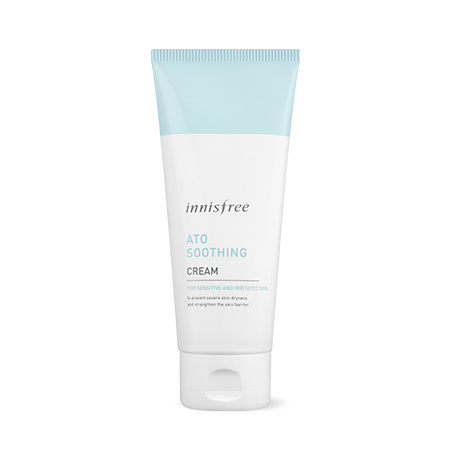 innisfree
ATO
SOOTHING
CREAM
FOR SENSITIVE AND IRRITATED SKIN
to prevent severe skin dryness
and strengthen the skin barrier